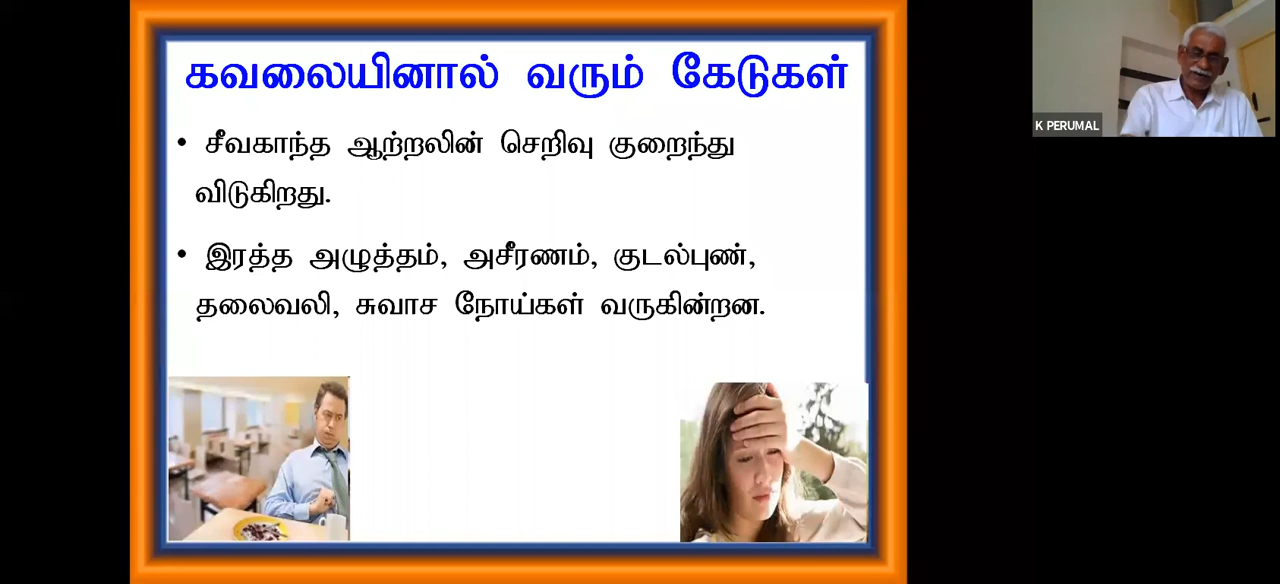 கவலையினால் வரும் கேடுகள்
• சீவகாந்த ஆற்றலின் செறிவு குறைந்து
விடுகிறது.
• இரத்த அழுத்தம், அசீரணம், குடல்புண்,
தலைவலி, சுவாச நோய்கள் வருகின்றன.
K PERUMAL